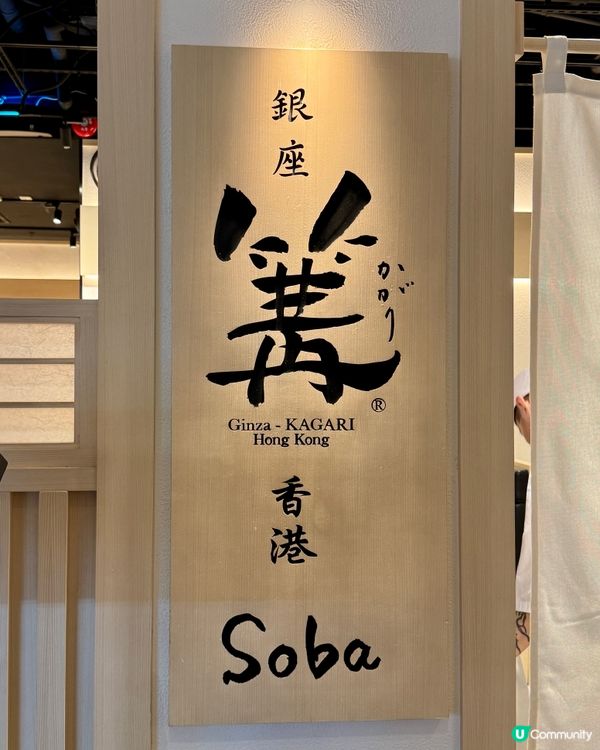 銀座
篝
かがり
®
Ginza - KAGARI
Hong Kong
香港
Soba
U Community